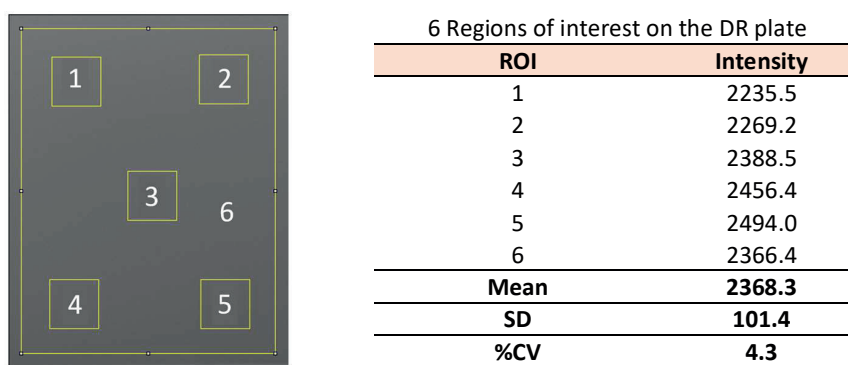 1
2
3
6
4
5
6 Regions of interest on the DR plate
ROI Intensity
1 2235.5
2 2269.2
3 2388.5
4 2456.4
5 2494.0
6 2366.4
Mean 2368.3
SD 101.4
%CV 4.3